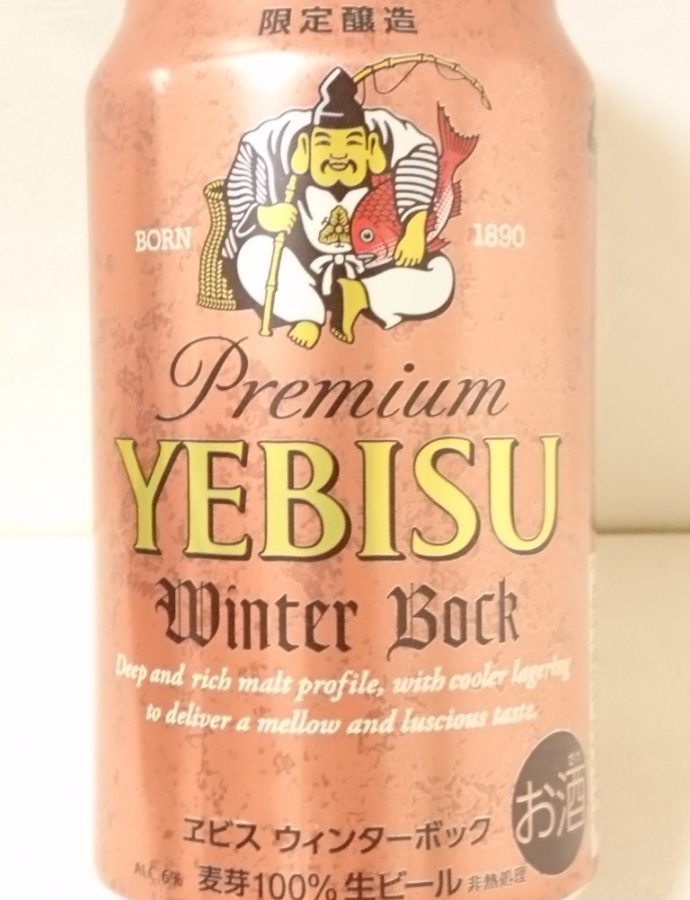 限定醸造
BORN 1890
Premium
YEBISU
Winter Bock
Deep and rich malt profile, with cooler lagering
to deliver a mellow and luscious taste.
お酒
ヱビス ウィンターボック
ALC.6% 麦芽100%生ビール 非熱処理